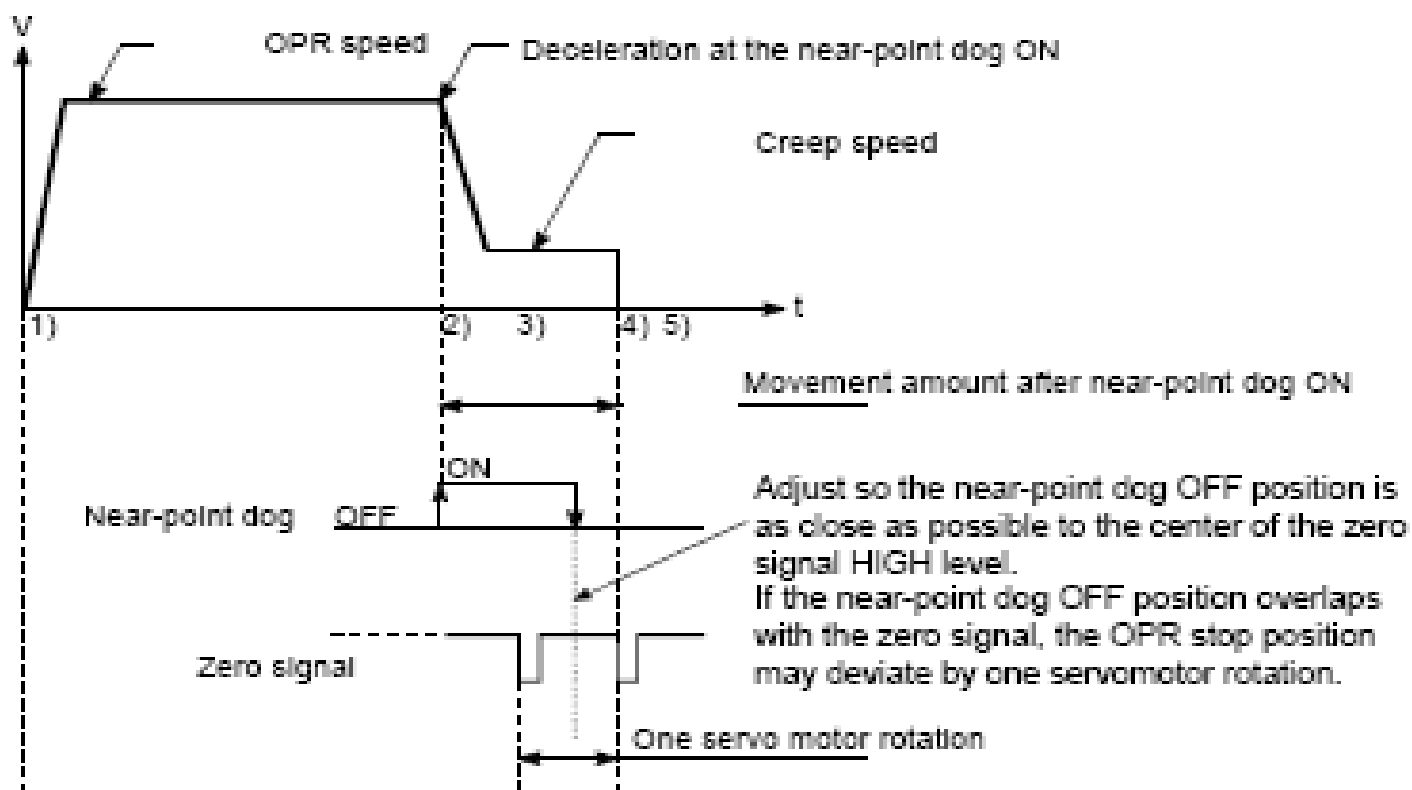 V
OPR speed
Deceleration at the near-point dog ON
Creep speed
t
1)
2)
3)
4)
5)
Movement amount after near-point dog ON
ON
Near-point dog
OFF
Adjust so the near-point dog OFF position is
as close as possible to the center of the zero
signal HIGH level.
If the near-point dog OFF position overlaps
with the zero signal, the OPR stop position
may deviate by one servomotor rotation.
Zero signal
One servo motor rotation